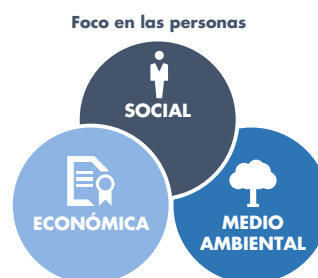 Foco en las personas
SOCIAL
ECONÓMICA
MEDIO
AMBIENTAL